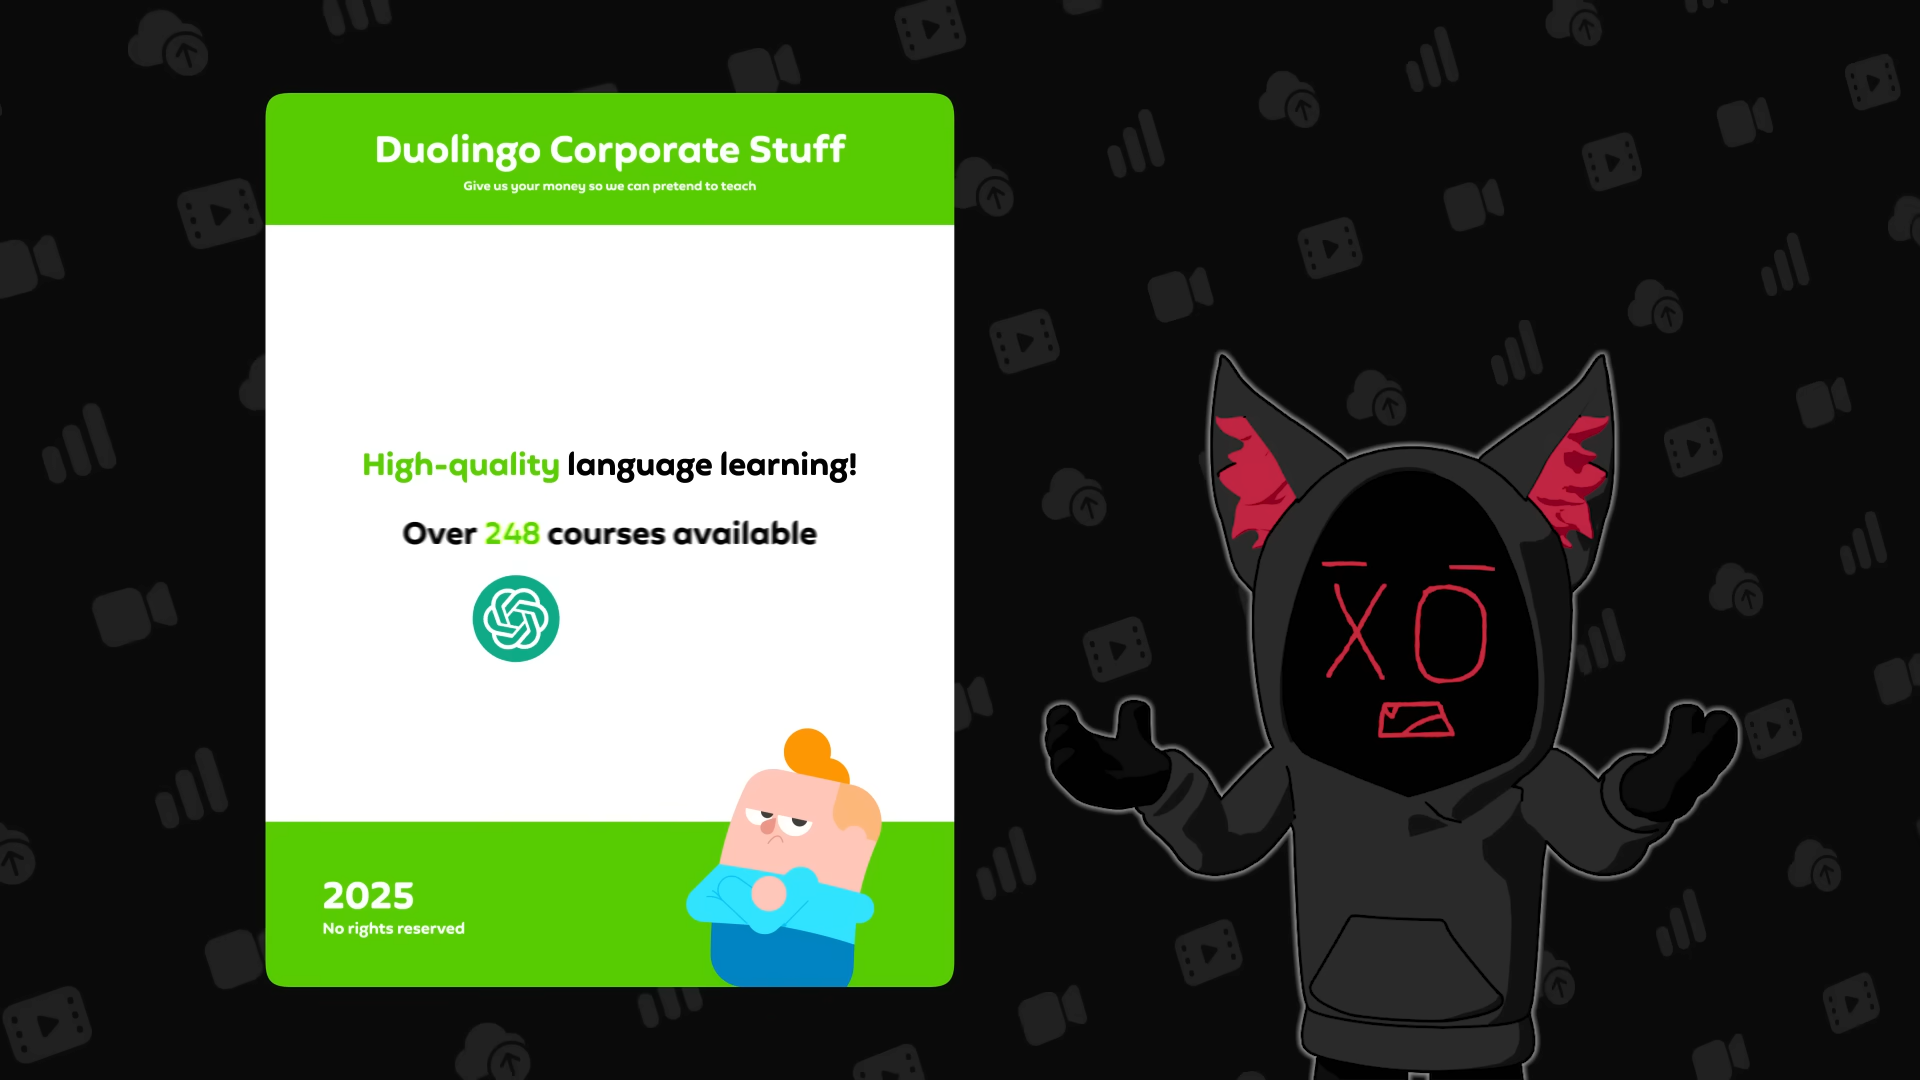 Duolingo Corporate Stuff
Give us your money so we can pretend to teach
High-quality language learning!
Over 248 courses available
XO
2025
No rights reserved